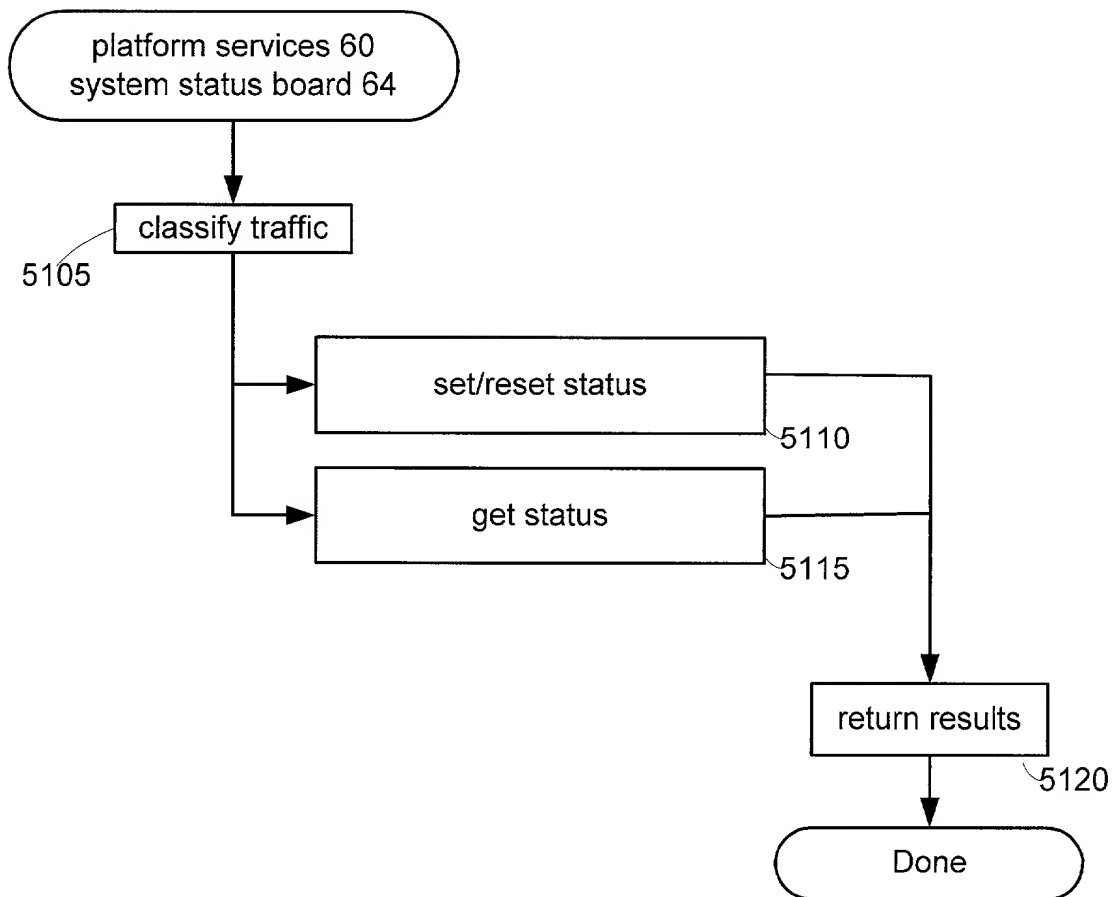 platform services 60
system status board 64
classify traffic
5105
set/reset status
5110
get status
5115
return results
5120
Done